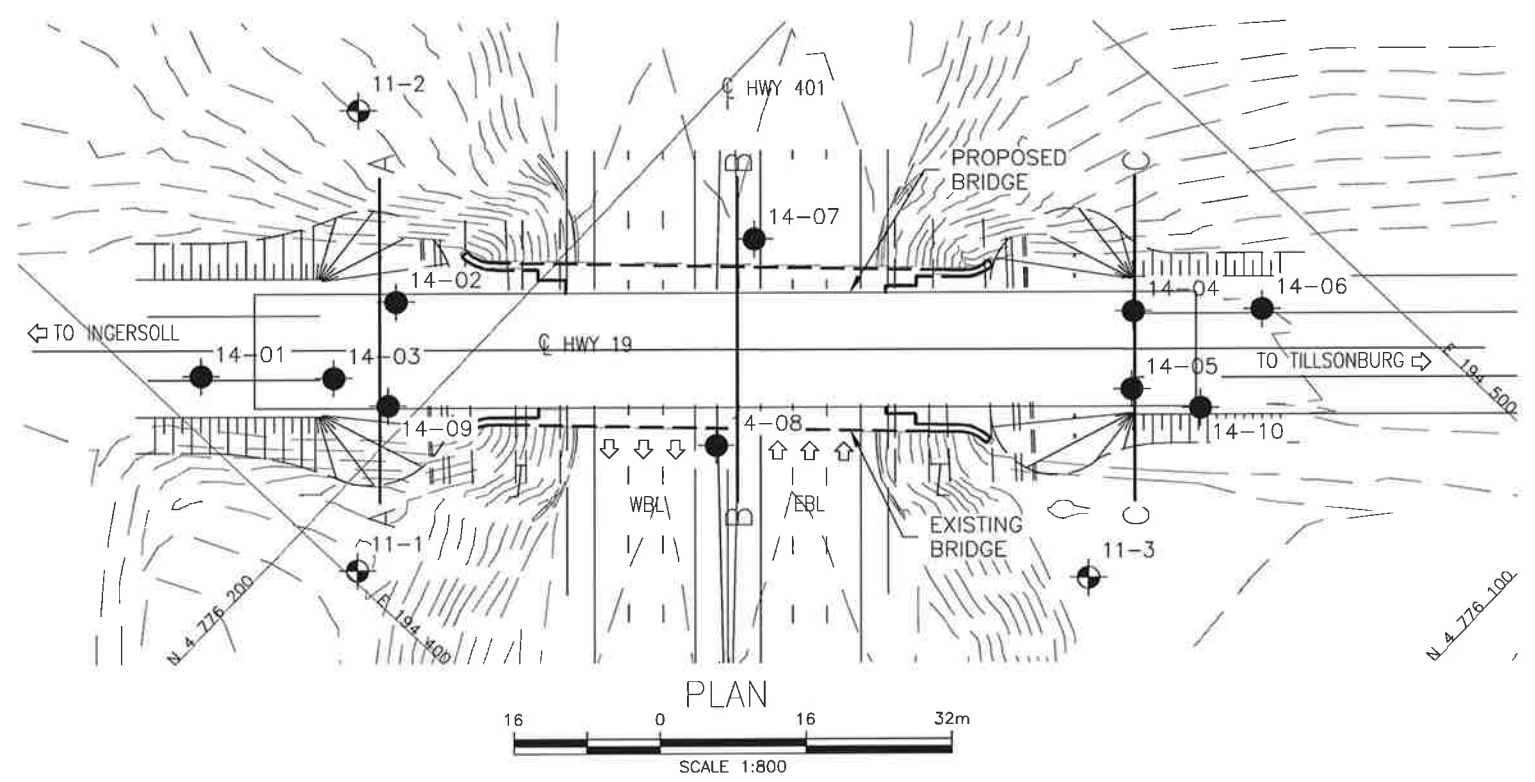 11-2
℄ HWY 401
A
B
PROPOSED
BRIDGE
C
14-07
14-02
14-04
14-06
TO INGERSOLL
℄ HWY 19
14-01
14-03
14-05
TO TILLSONBURG
E 194 500
14-09
4-08
14-10
WBL
EBL
A
B
C
EXISTING
BRIDGE
11-1
11-3
N 4 776 200
E 194 400
N 4 776 100
PLAN
16 0 16 32m
SCALE 1:800